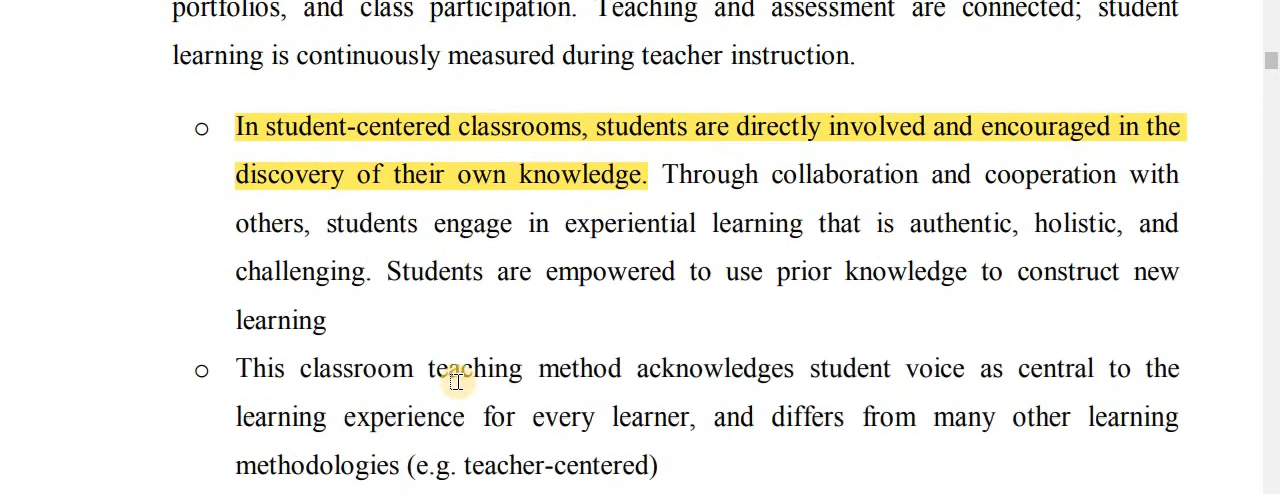 portfolios, and class participation. Teaching and assessment are connected; student
learning is continuously measured during teacher instruction.
o In student-centered classrooms, students are directly involved and encouraged in the
discovery of their own knowledge. Through collaboration and cooperation with
others, students engage in experiential learning that is authentic, holistic, and
challenging. Students are empowered to use prior knowledge to construct new
learning
o This classroom teaching method acknowledges student voice as central to the
learning experience for every learner, and differs from many other learning
methodologies (e.g. teacher-centered)